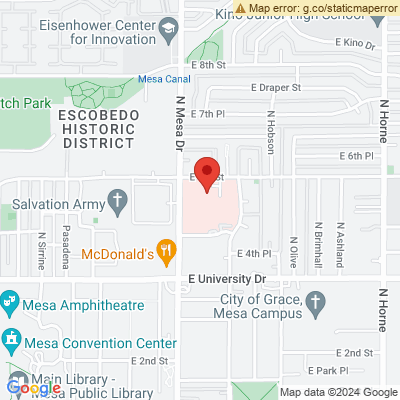 Map error: g.co/staticmaperror
Eisenhower Center
for Innovation
Kino Junior High School
E Kino Dr
E 8th St
Mesa Canal
E Draper St
tch Park
N Mesa Dr
E 7th Pl
N Hobson
N Horne
ESCOBEDO
HISTORIC
DISTRICT
E 6th Pl
E St
Salvation Army
N Sirrine
Pasadena
McDonald's
E 4th Pl
N Olive
N Brimhall
N Ashland
E University Dr
Mesa Amphitheatre
City of Grace,
Mesa Campus
N Horne
Mesa Convention Center
E 2nd St
E 2nd St
E Park Pl
Google
Main Library -
Mesa Public Library
Map data ©2024 Google